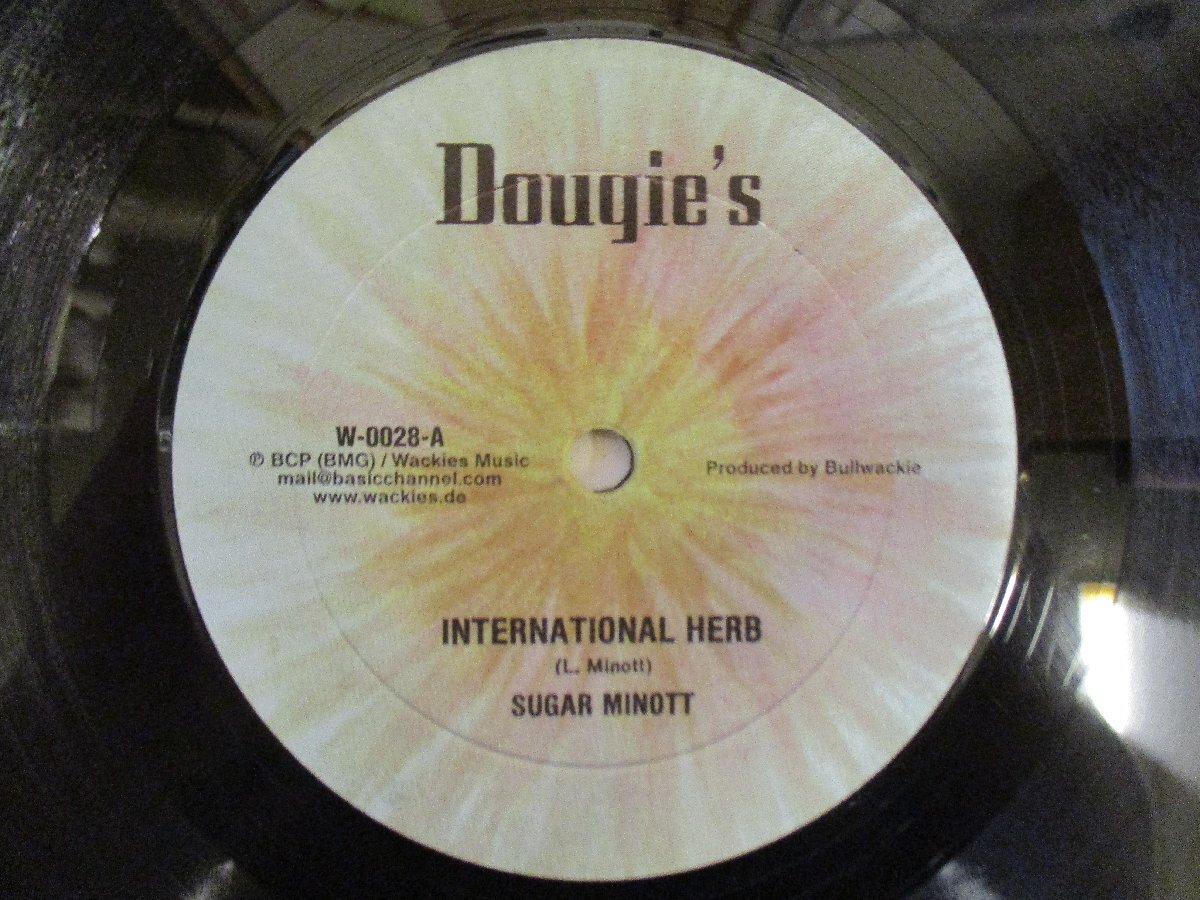 Dougie's
W-0028-A
℗ BCP (BMG) / Wackies Music
mail@basicchannel.com
www.wackies.de
Produced by Bullwackie
INTERNATIONAL HERB
(L. Minott)
SUGAR MINOTT